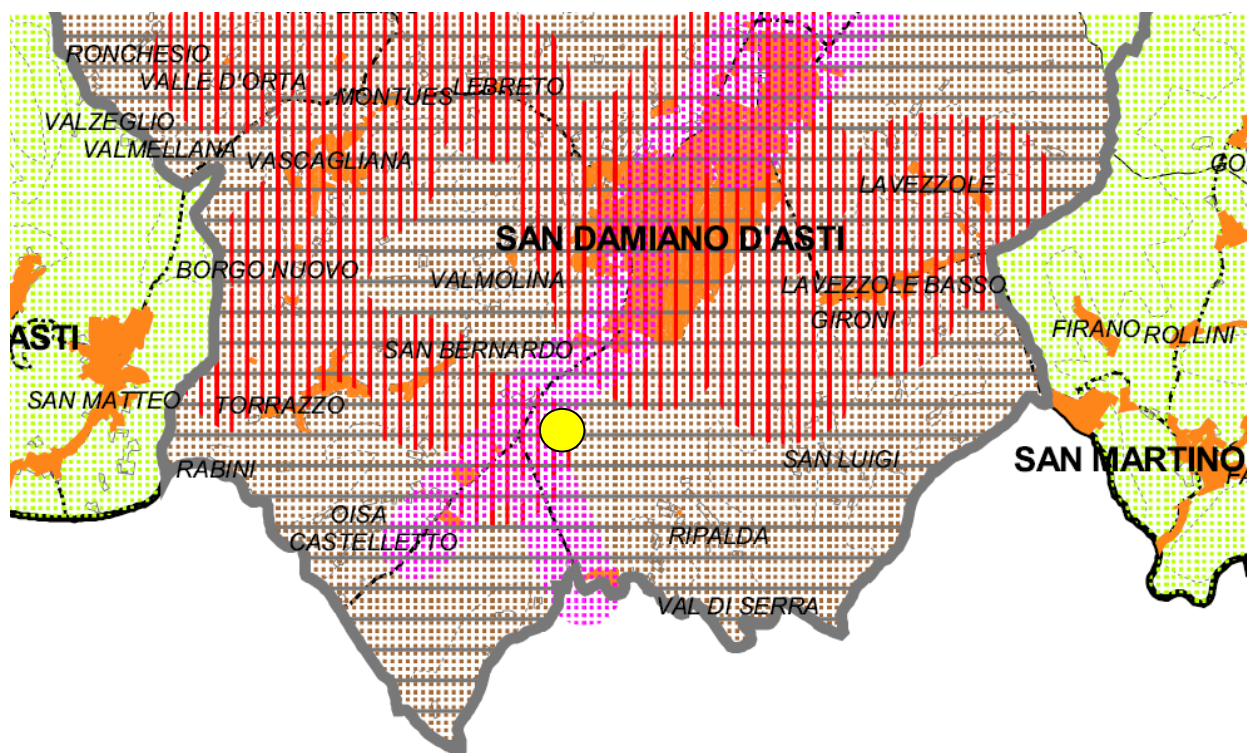 RONCHESIO
VALLE D'ORTA
MONTUES
LEBRETO
VALZEGLIO
VALMELLANA
VASCAGLIANA
LAVEZZOLE
SAN DAMIANO D'ASTI
BORGO NUOVO
VALMOLINA
LAVEZZOLE BASSO
GIRONI
ASTI
FIRANO
ROLLINI
SAN BERNARDO
SAN MATTEO
TORRAZZO
RABINI
SAN LUIGI
SAN MARTINO
OISA
CASTELLETTO
RIPALDA
VAL DI SERRA